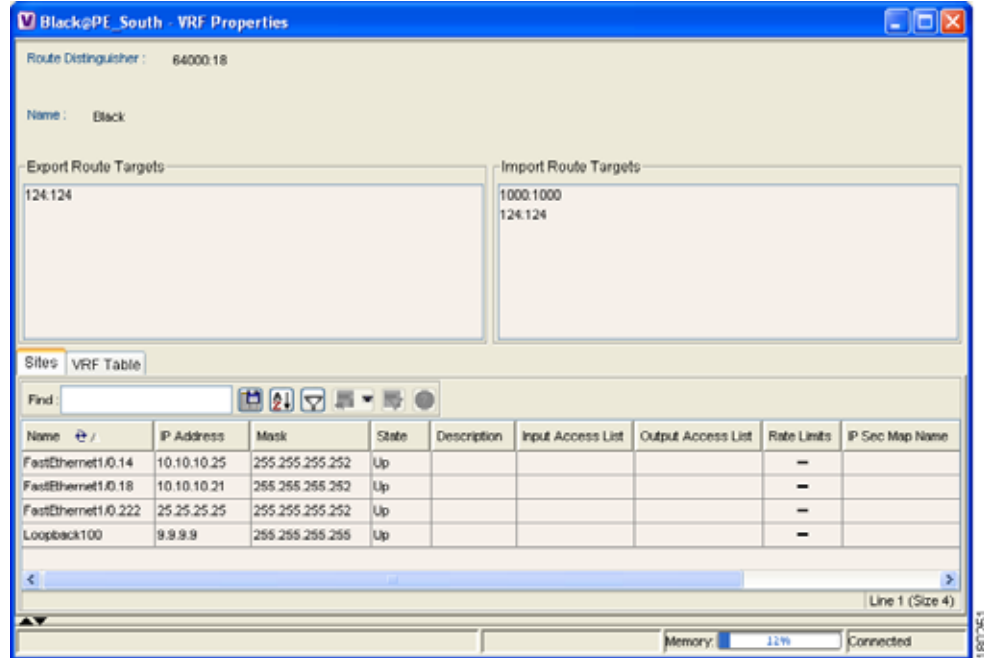 Black@PE_South - VRF Properties
Route Distinguisher : 64000:18
Name : Black
Export Route Targets
124:124
Import Route Targets
1000:1000
124:124
Sites VRF Table
Find :
Name IP Address Mask State Description Input Access List Output Access List Rate Limits IP Sec Map Name
FastEthernet1/0.14 10.10.10.25 255.255.255.252 Up
FastEthernet1/0.18 10.10.10.21 255.255.255.252 Up
FastEthernet1/0.222 25.25.25.25 255.255.255.252 Up
Loopback100 9.9.9.9 255.255.255.255 Up
Line 1 (Size 4)
Memory: 12% Connected
180251